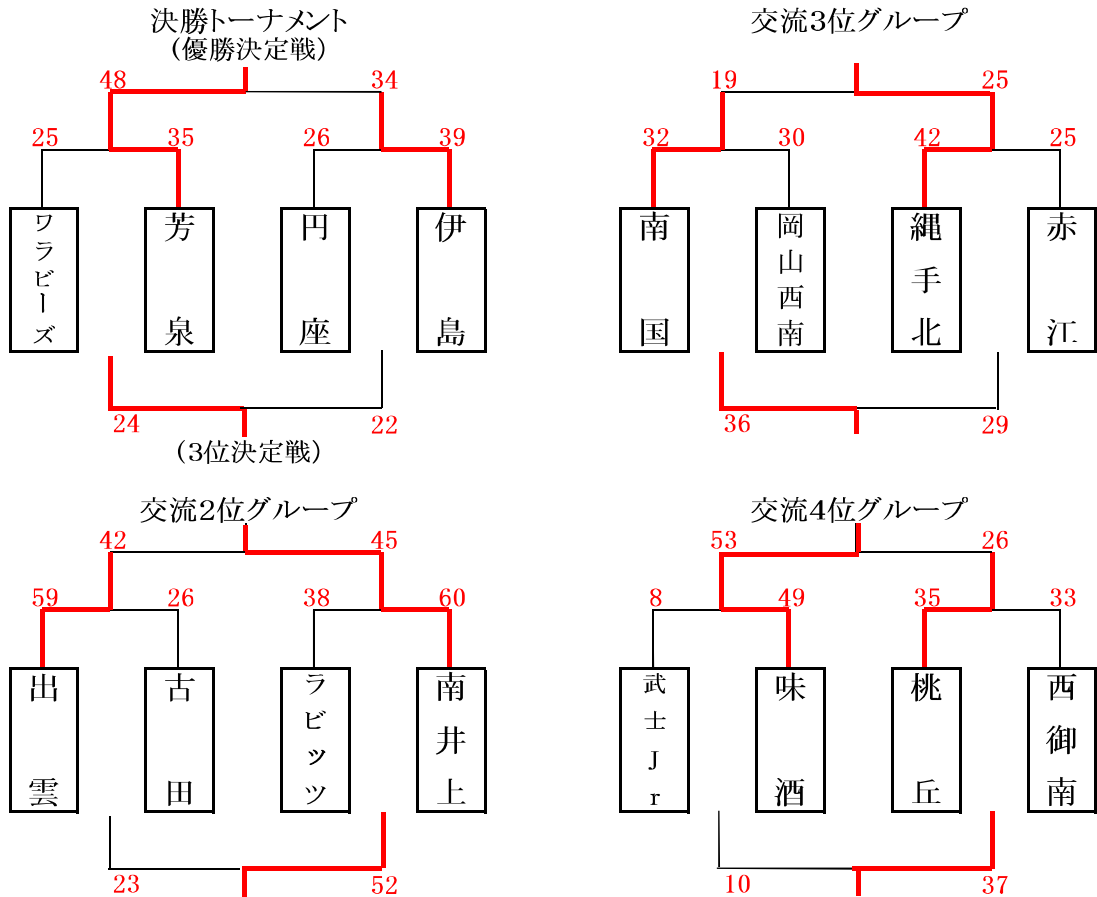 決勝トーナメント
(優勝決定戦)
48
34
25
35
26
39
ワラビーズ
芳泉
円座
伊島
24
22
(3位決定戦)
交流3位グループ
19
25
32
30
42
25
南国
岡山西南
縄手北
赤江
36
29
交流2位グループ
42
45
59
26
38
60
出雲
古田
ラビッツ
南井上
23
52
交流4位グループ
53
26
8
49
35
33
武士Jr
味酒
桃丘
西御南
10
37